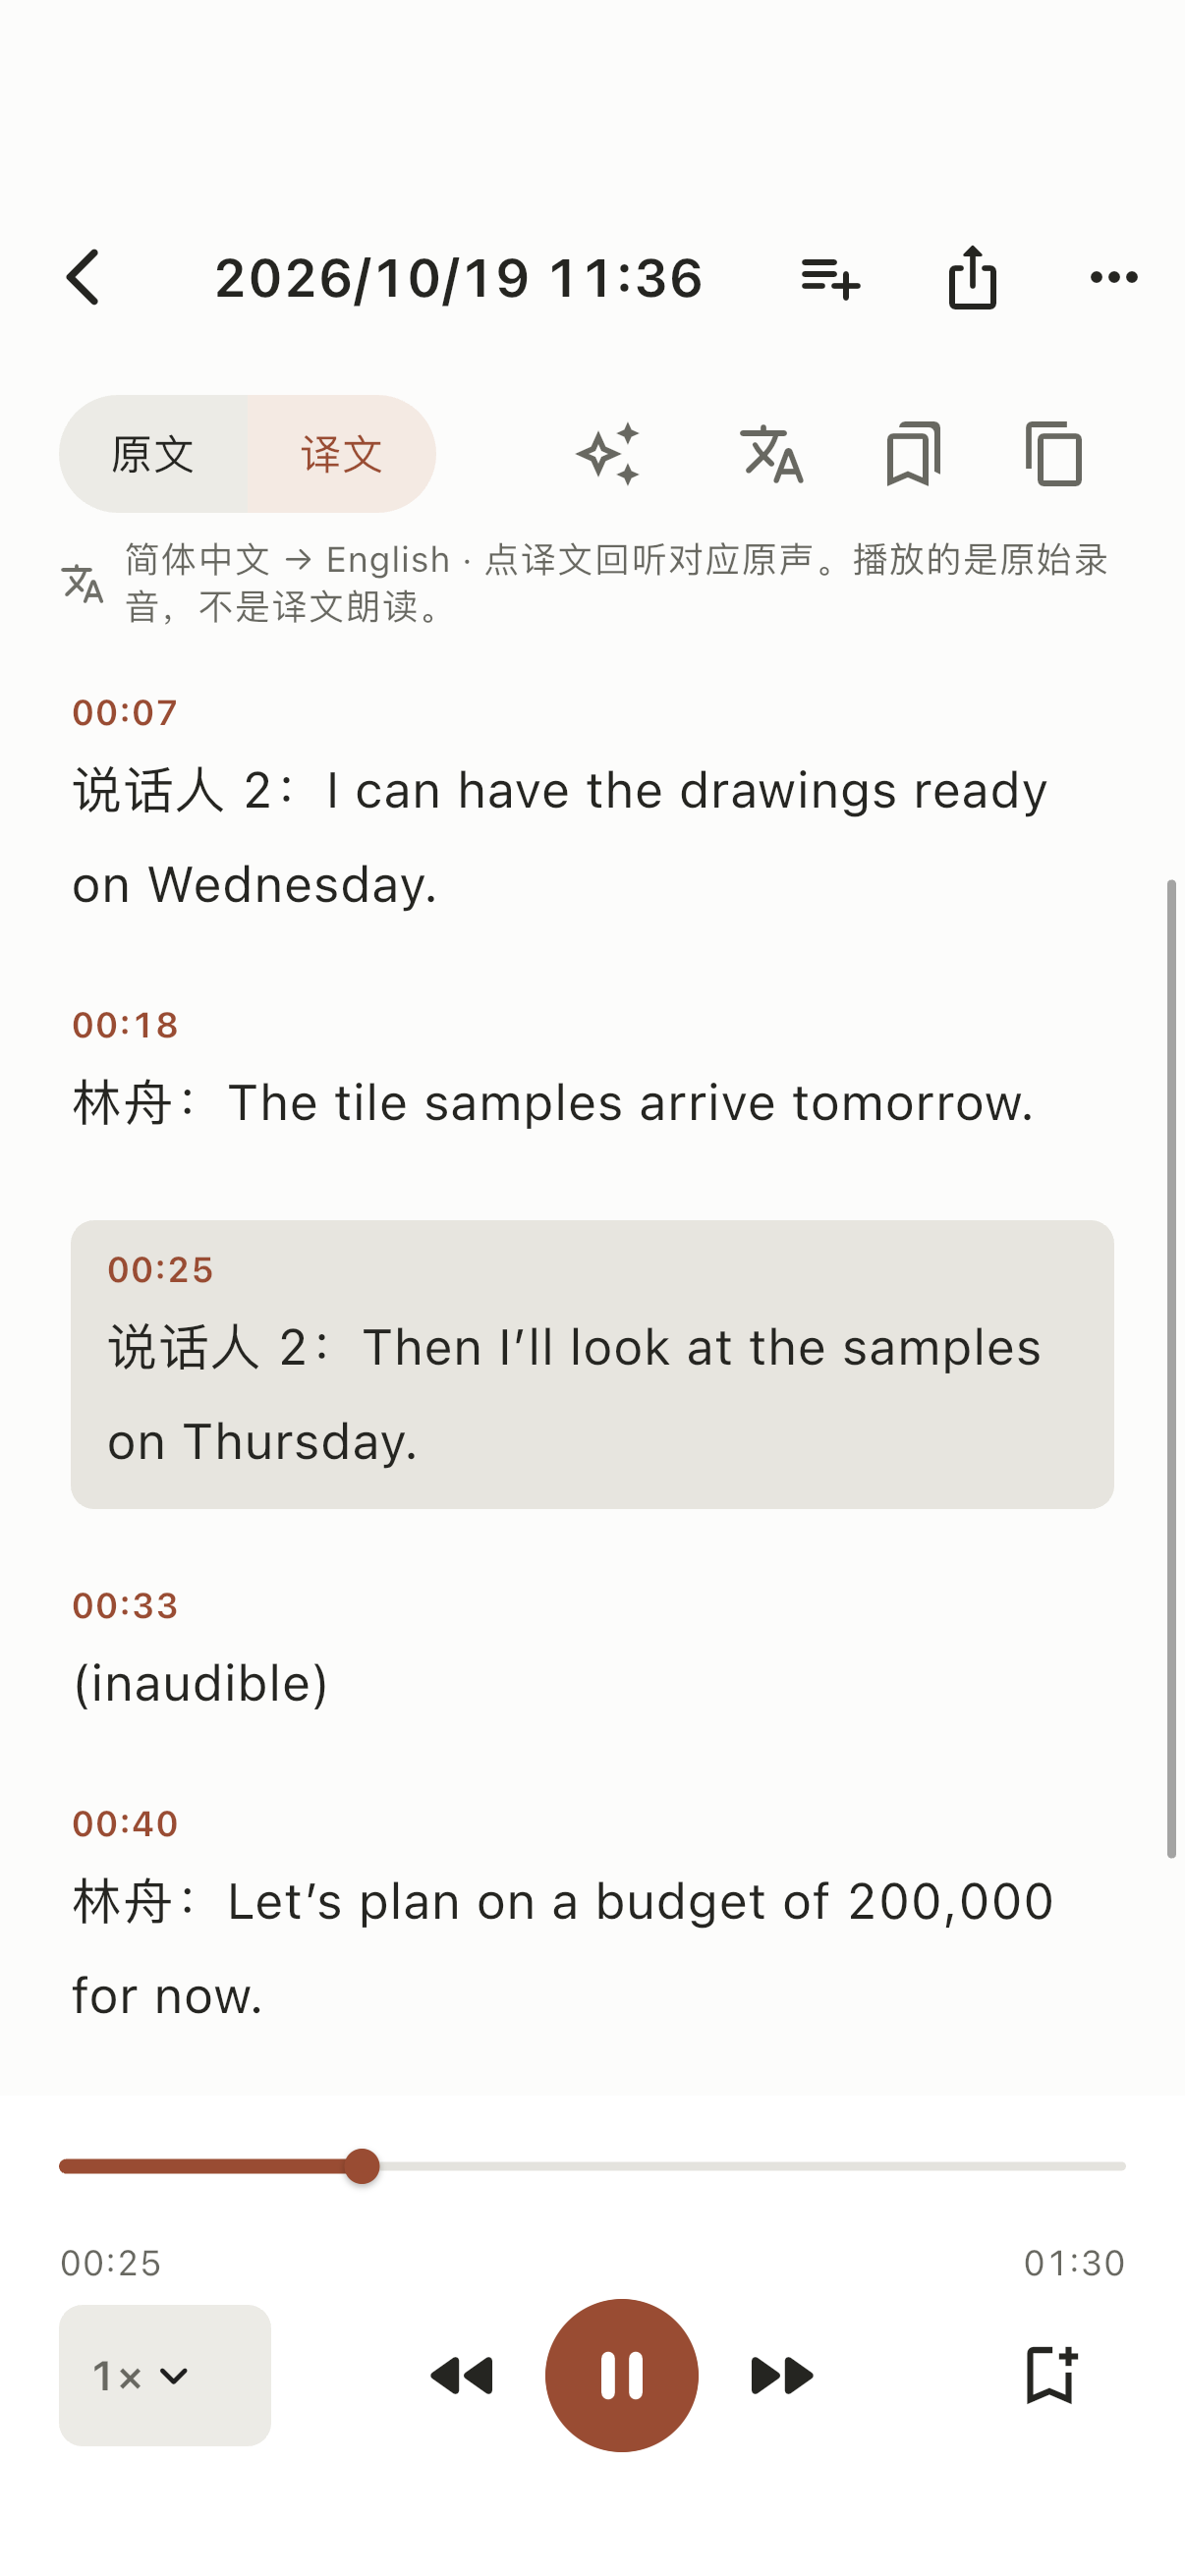 2026/10/19 11:36
原文 译文
简体中文 → English · 点译文回听对应原声。播放的是原始录
音，不是译文朗读。
00:07
说话人 2：I can have the drawings ready
on Wednesday.
00:18
林舟：The tile samples arrive tomorrow.
00:25
说话人 2：Then I’ll look at the samples
on Thursday.
00:33
(inaudible)
00:40
林舟：Let’s plan on a budget of 200,000
for now.
00:25 01:30
1×